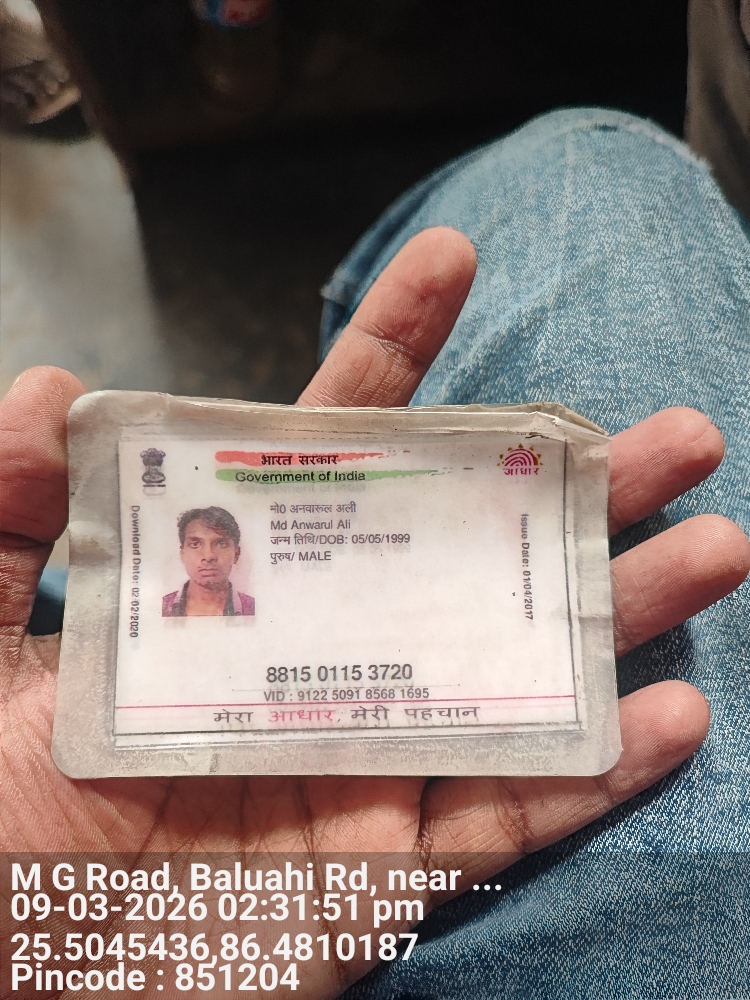 भारत सरकार
Government of India
आधार
मो0 अनवारुल अली
Md Anwarul Ali
जन्म तिथि/DOB: 05/05/1999
पुरुष/ MALE
Download Date: 02/02/2020
Issue Date: 01/04/2017
8815 0115 3720
VID : 9122 5091 8568 1695
मेरा आधार, मेरी पहचान
M G Road, Baluahi Rd, near ...
09-03-2026 02:31:51 pm
25.5045436,86.4810187
Pincode : 851204